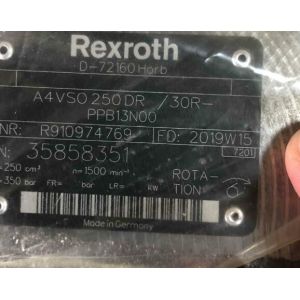 Rexroth
D-72160 Horb
A4VSO 250 DR /30R-
PPB13N00
NR: R910974769 FD: 2019W15
N: 35858351 7201
=250 cm³ n=1500 min⁻¹ ROTA-
=350 bar FR= bar LR= kW TION
Made in Germany